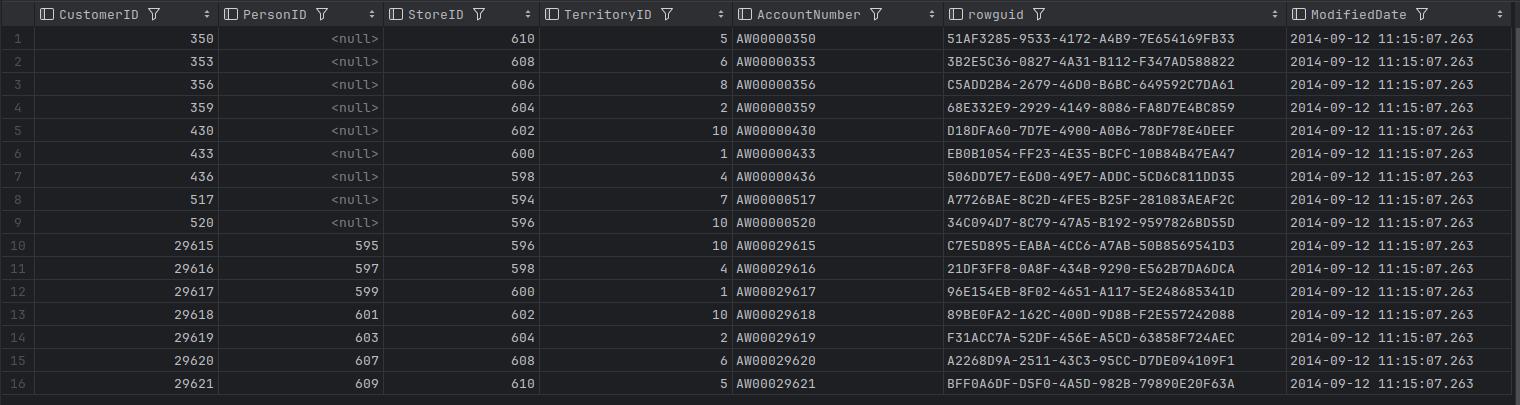 CustomerID PersonID StoreID TerritoryID AccountNumber rowguid ModifiedDate
1 350 <null> 610 5 AW00000350 51AF3285-9533-4172-A4B9-7E654169FB33 2014-09-12 11:15:07.263
2 353 <null> 608 6 AW00000353 3B2E5C36-0827-4A31-B112-F347AD588822 2014-09-12 11:15:07.263
3 356 <null> 606 8 AW00000356 C5ADD2B4-2679-46D0-B6BC-649592C7DA61 2014-09-12 11:15:07.263
4 359 <null> 604 2 AW00000359 68E332E9-2929-4149-8086-FA8D7E4BC859 2014-09-12 11:15:07.263
5 430 <null> 602 10 AW00000430 D18DFA60-7D7E-4900-A0B6-78DF78E4DEEF 2014-09-12 11:15:07.263
6 433 <null> 600 1 AW00000433 EB0B1054-FF23-4E35-BCFC-10B84B47EA47 2014-09-12 11:15:07.263
7 436 <null> 598 4 AW00000436 506DD7E7-E6D0-49E7-ADDC-5CD6C811DD35 2014-09-12 11:15:07.263
8 517 <null> 594 7 AW00000517 A7726BAE-8C2D-4FE5-B25F-281083AEAF2C 2014-09-12 11:15:07.263
9 520 <null> 596 10 AW00000520 34C094D7-8C79-47A5-B192-9597826BD55D 2014-09-12 11:15:07.263
10 29615 595 596 10 AW00029615 C7E5D895-EABA-4CC6-A7AB-50B8569541D3 2014-09-12 11:15:07.263
11 29616 597 598 4 AW00029616 21DF3FF8-0A8F-434B-9290-E562B7DA6DCA 2014-09-12 11:15:07.263
12 29617 599 600 1 AW00029617 96E154EB-8F02-4651-A117-5E248685341D 2014-09-12 11:15:07.263
13 29618 601 602 10 AW00029618 89BE0FA2-162C-400D-9D8B-F2E557242088 2014-09-12 11:15:07.263
14 29619 603 604 2 AW00029619 F31ACC7A-52DF-456E-A5CD-63858F724AEC 2014-09-12 11:15:07.263
15 29620 607 608 6 AW00029620 A2268D9A-2511-43C3-95CC-D7DE094109F1 2014-09-12 11:15:07.263
16 29621 609 610 5 AW00029621 BFF0A6DF-D5F0-4A5D-982B-79890E20F63A 2014-09-12 11:15:07.263